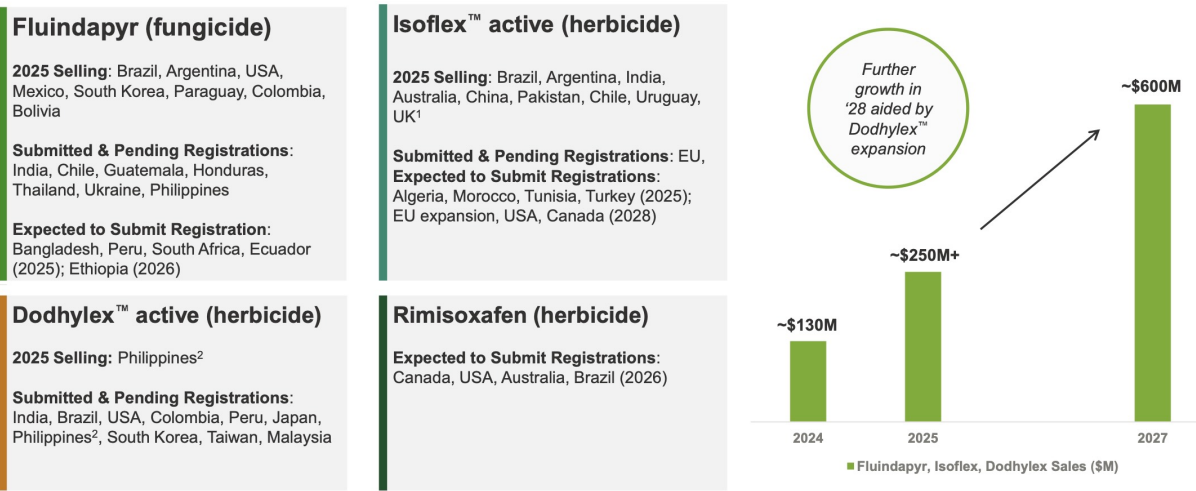 Fluindapyr (fungicide)
2025 Selling: Brazil, Argentina, USA,
Mexico, South Korea, Paraguay, Colombia,
Bolivia
Submitted & Pending Registrations:
India, Chile, Guatemala, Honduras,
Thailand, Ukraine, Philippines
Expected to Submit Registration:
Bangladesh, Peru, South Africa, Ecuador
(2025); Ethiopia (2026)
Isoflex™ active (herbicide)
2025 Selling: Brazil, Argentina, India,
Australia, China, Pakistan, Chile, Uruguay,
UK¹
Submitted & Pending Registrations: EU,
Expected to Submit Registrations:
Algeria, Morocco, Tunisia, Turkey (2025);
EU expansion, USA, Canada (2028)
Dodhylex™ active (herbicide)
2025 Selling: Philippines²
Submitted & Pending Registrations:
India, Brazil, USA, Colombia, Peru, Japan,
Philippines², South Korea, Taiwan, Malaysia
Rimisoxafen (herbicide)
Expected to Submit Registrations:
Canada, USA, Australia, Brazil (2026)
Further
growth in
‘28 aided by
Dodhylex™
expansion
~$130M
~$250M+
~$600M
2024
2025
2027
Fluindapyr, Isoflex, Dodhylex Sales ($M)